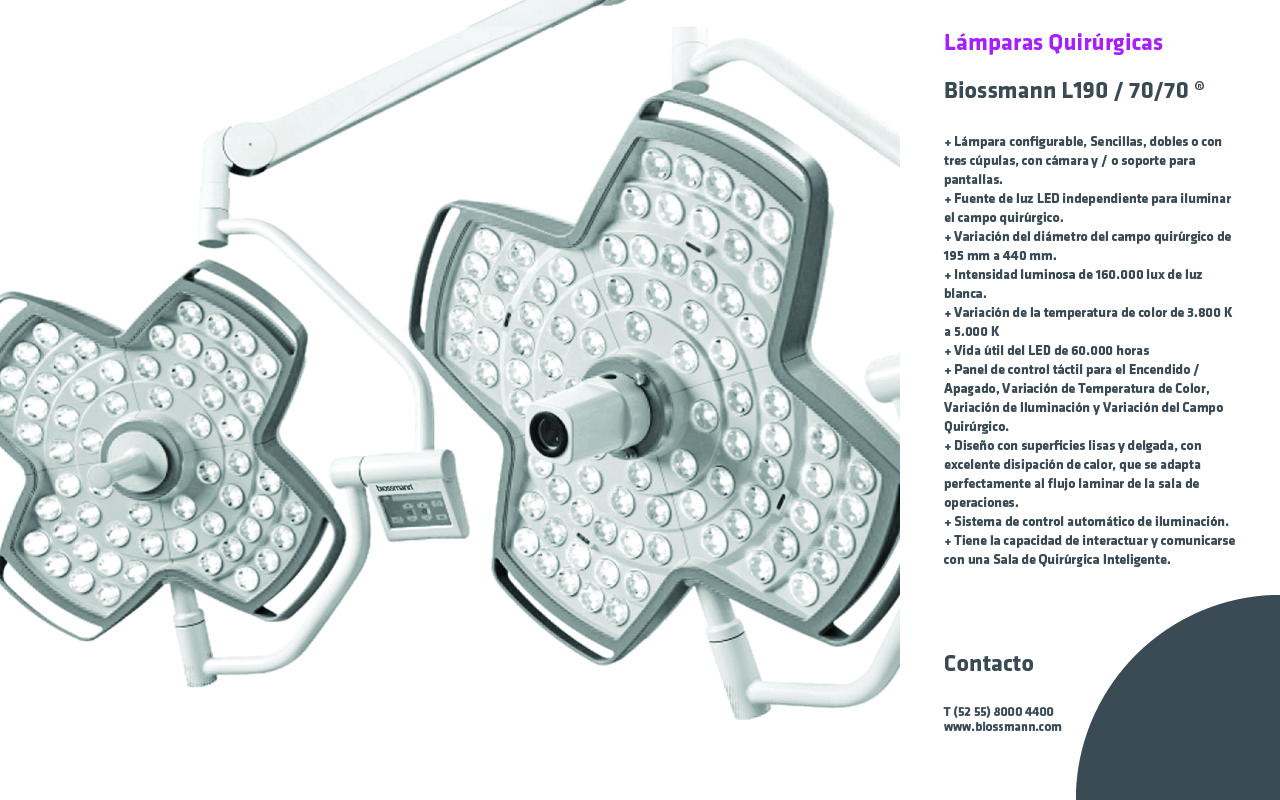 Lámparas Quirúrgicas
Biossmann L190 / 70/70 ®
+ Lámpara configurable, Sencillas, dobles o con
tres cúpulas, con cámara y / o soporte para
pantallas.
+ Fuente de luz LED independiente para iluminar
el campo quirúrgico.
+ Variación del diámetro del campo quirúrgico de
195 mm a 440 mm.
+ Intensidad luminosa de 160.000 lux de luz
blanca.
+ Variación de la temperatura de color de 3.800 K
a 5.000 K
+ Vida útil del LED de 60.000 horas
+ Panel de control táctil para el Encendido /
Apagado, Variación de Temperatura de Color,
Variación de Iluminación y Variación del Campo
Quirúrgico.
+ Diseño con superficies lisas y delgada, con
excelente disipación de calor, que se adapta
perfectamente al flujo laminar de la sala de
operaciones.
+ Sistema de control automático de iluminación.
+ Tiene la capacidad de interactuar y comunicarse
con una Sala de Quirúrgica Inteligente.
biossmann
Contacto
T (52 55) 8000 4400
www.biossmann.com